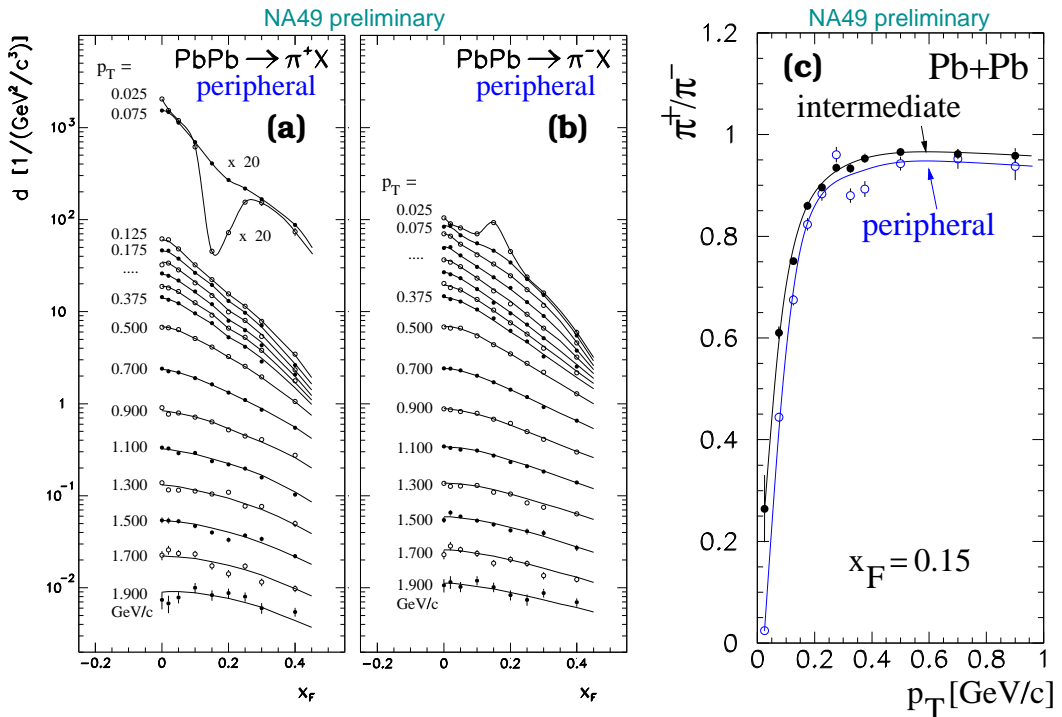 NA49 preliminary
d [1/(GeV²/c³)]
10³
10²
10
1
10⁻¹
10⁻²
PbPb → π⁺X
peripheral
(a)
p_T =
0.025
0.075
x 20
x 20
p_T =
0.125
0.175
....
0.375
0.500
0.700
0.900
1.100
1.300
1.500
1.700
1.900
GeV/c
−0.2 0 0.2 0.4
x_F
PbPb → π⁻X
peripheral
(b)
p_T =
0.025
0.075
....
0.375
0.500
0.700
0.900
1.100
1.300
1.500
1.700
1.900
GeV/c
−0.2 0 0.2 0.4
x_F
NA49 preliminary
π⁺/π⁻
(c) Pb+Pb
intermediate
peripheral
x_F = 0.15
1.2
1
0.8
0.6
0.4
0.2
0
0 0.2 0.4 0.6 0.8 1
p_T [GeV/c]